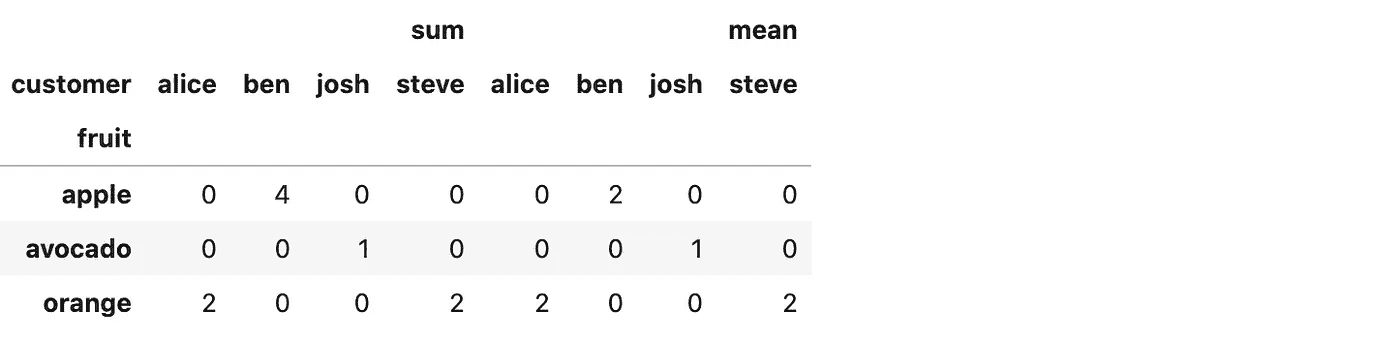 sum mean
customer alice ben josh steve alice ben josh steve
fruit
apple 0 4 0 0 0 2 0 0
avocado 0 0 1 0 0 0 1 0
orange 2 0 0 2 2 0 0 2